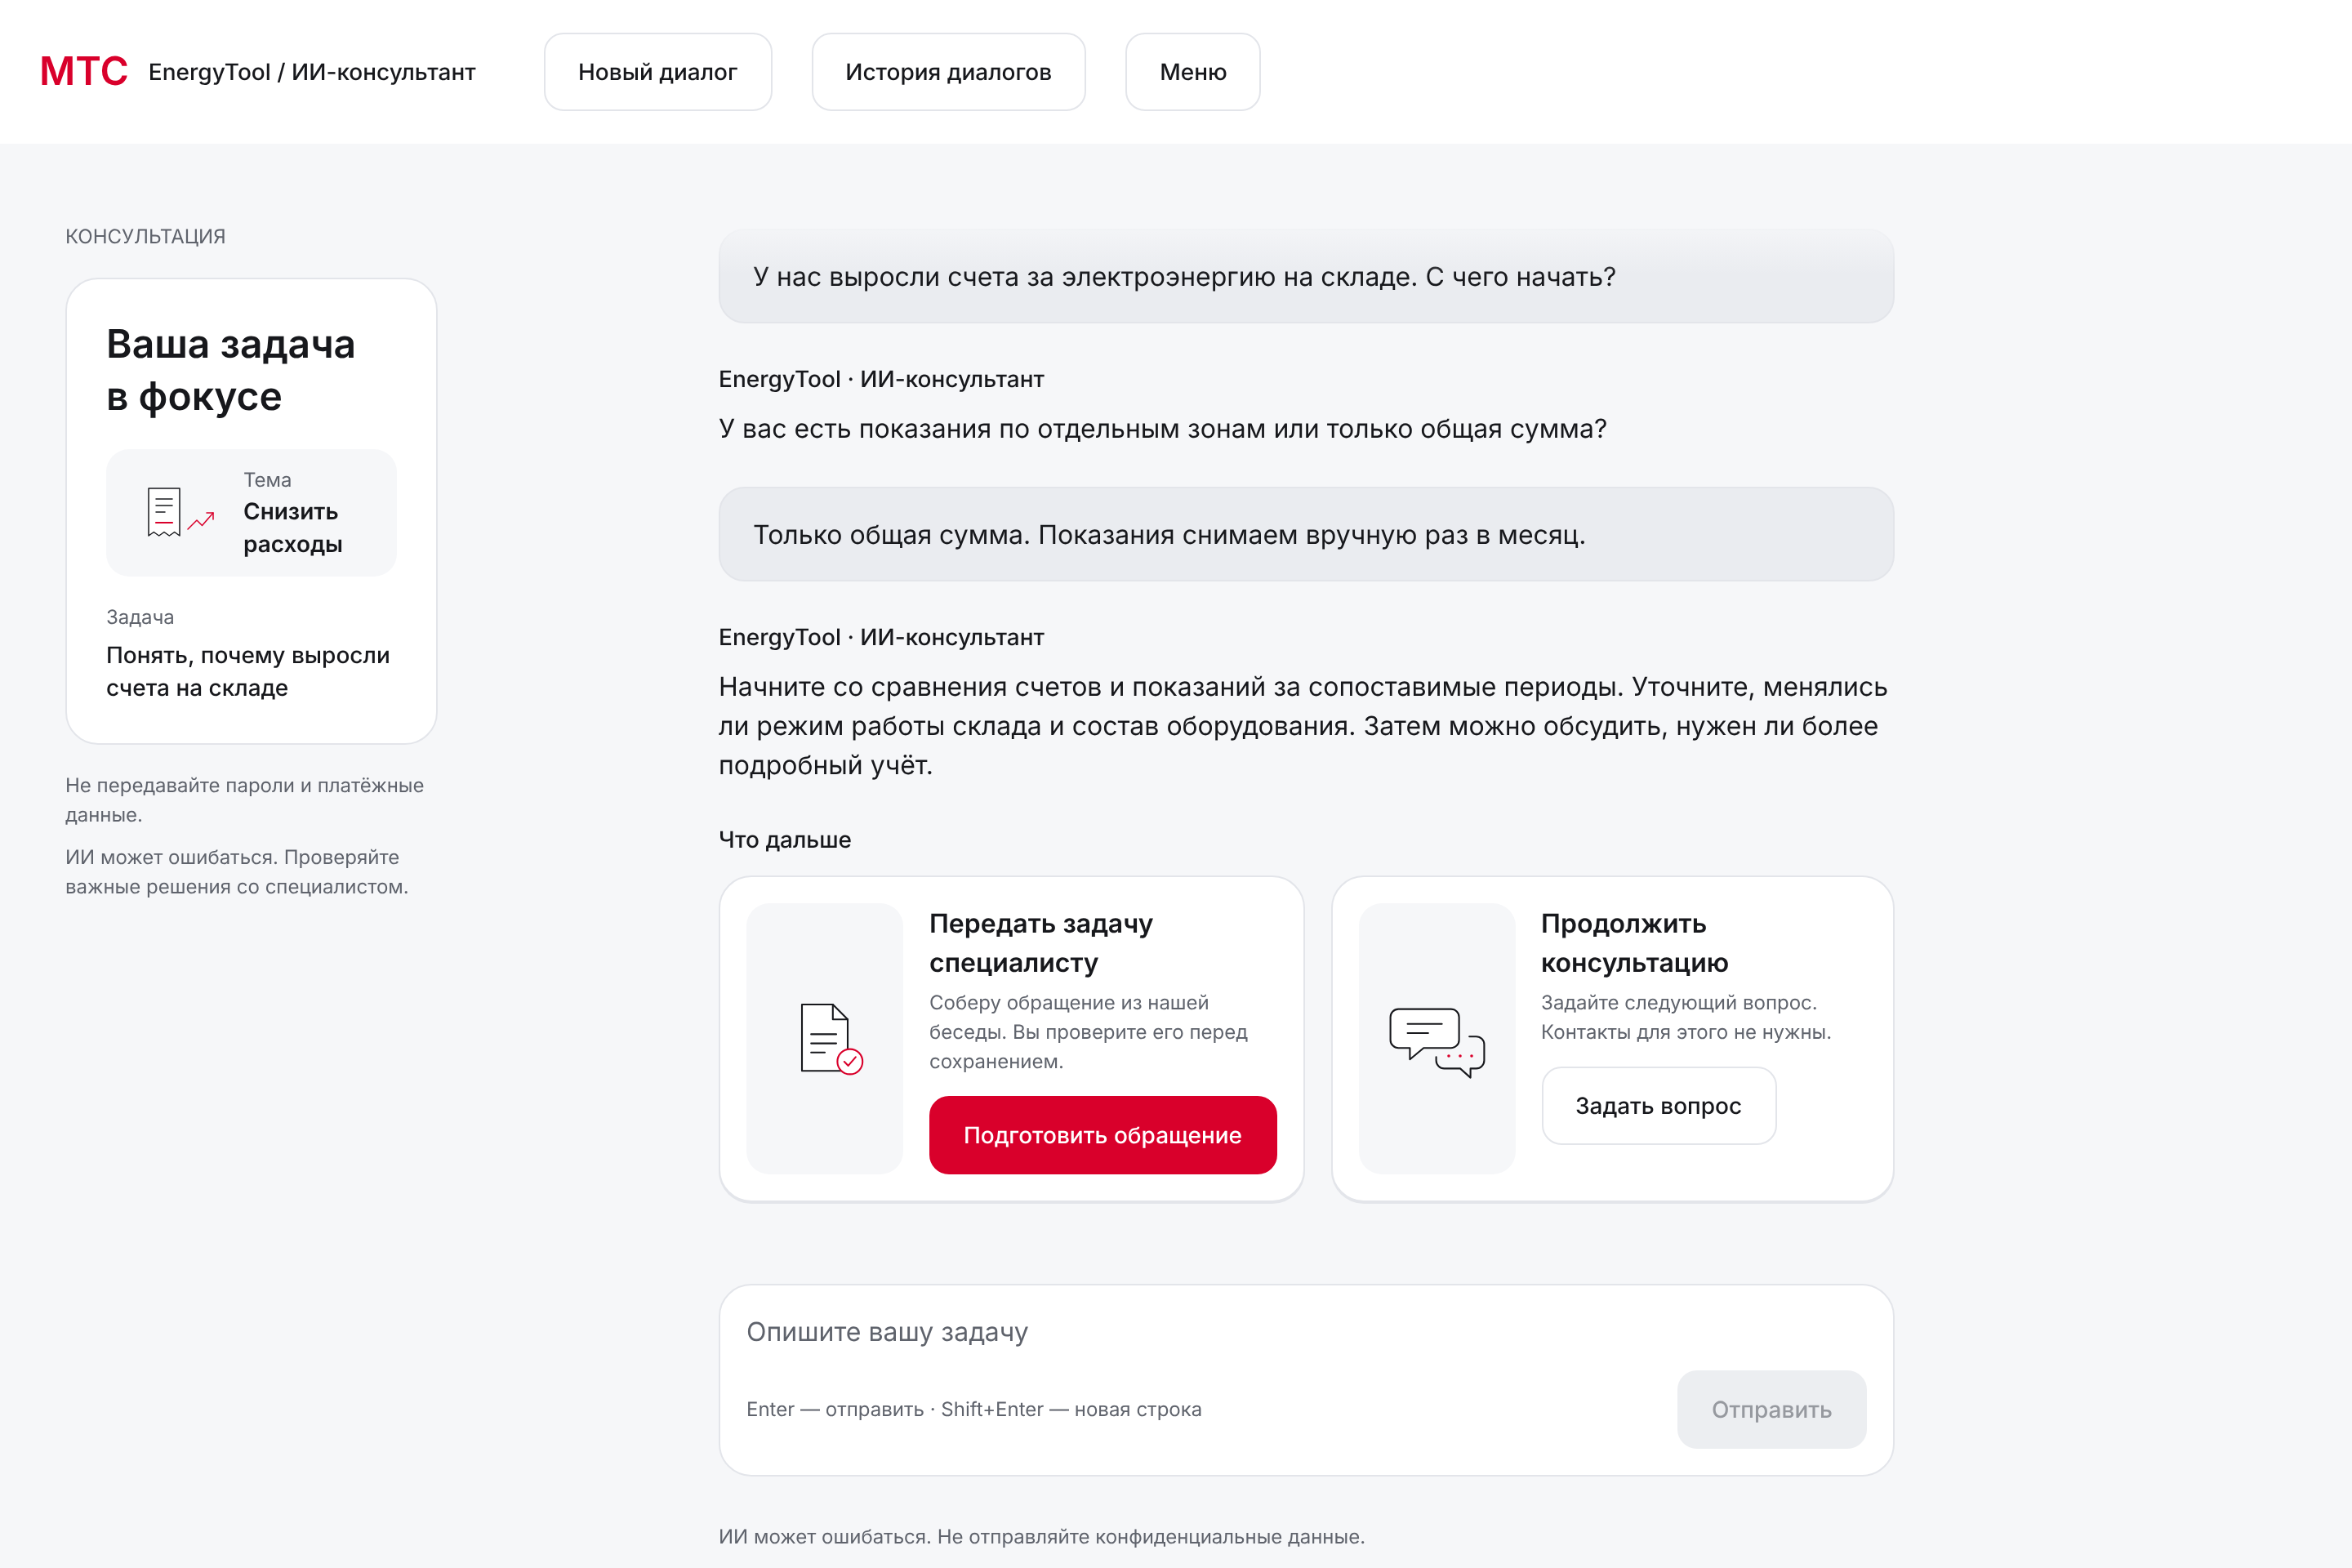 МТС
EnergyTool / ИИ-консультант
Новый диалог
История диалогов
Меню
КОНСУЛЬТАЦИЯ
Ваша задача
в фокусе
Тема
Снизить
расходы
Задача
Понять, почему выросли
счета на складе
Не передавайте пароли и платёжные
данные.
ИИ может ошибаться. Проверяйте
важные решения со специалистом.
У нас выросли счета за электроэнергию на складе. С чего начать?
EnergyTool · ИИ-консультант
У вас есть показания по отдельным зонам или только общая сумма?
Только общая сумма. Показания снимаем вручную раз в месяц.
EnergyTool · ИИ-консультант
Начните со сравнения счетов и показаний за сопоставимые периоды. Уточните, менялись
ли режим работы склада и состав оборудования. Затем можно обсудить, нужен ли более
подробный учёт.
Что дальше
Передать задачу
специалисту
Соберу обращение из нашей
беседы. Вы проверите его перед
сохранением.
Подготовить обращение
Продолжить
консультацию
Задайте следующий вопрос.
Контакты для этого не нужны.
Задать вопрос
Опишите вашу задачу
Enter — отправить · Shift+Enter — новая строка
Отправить
ИИ может ошибаться. Не отправляйте конфиденциальные данные.